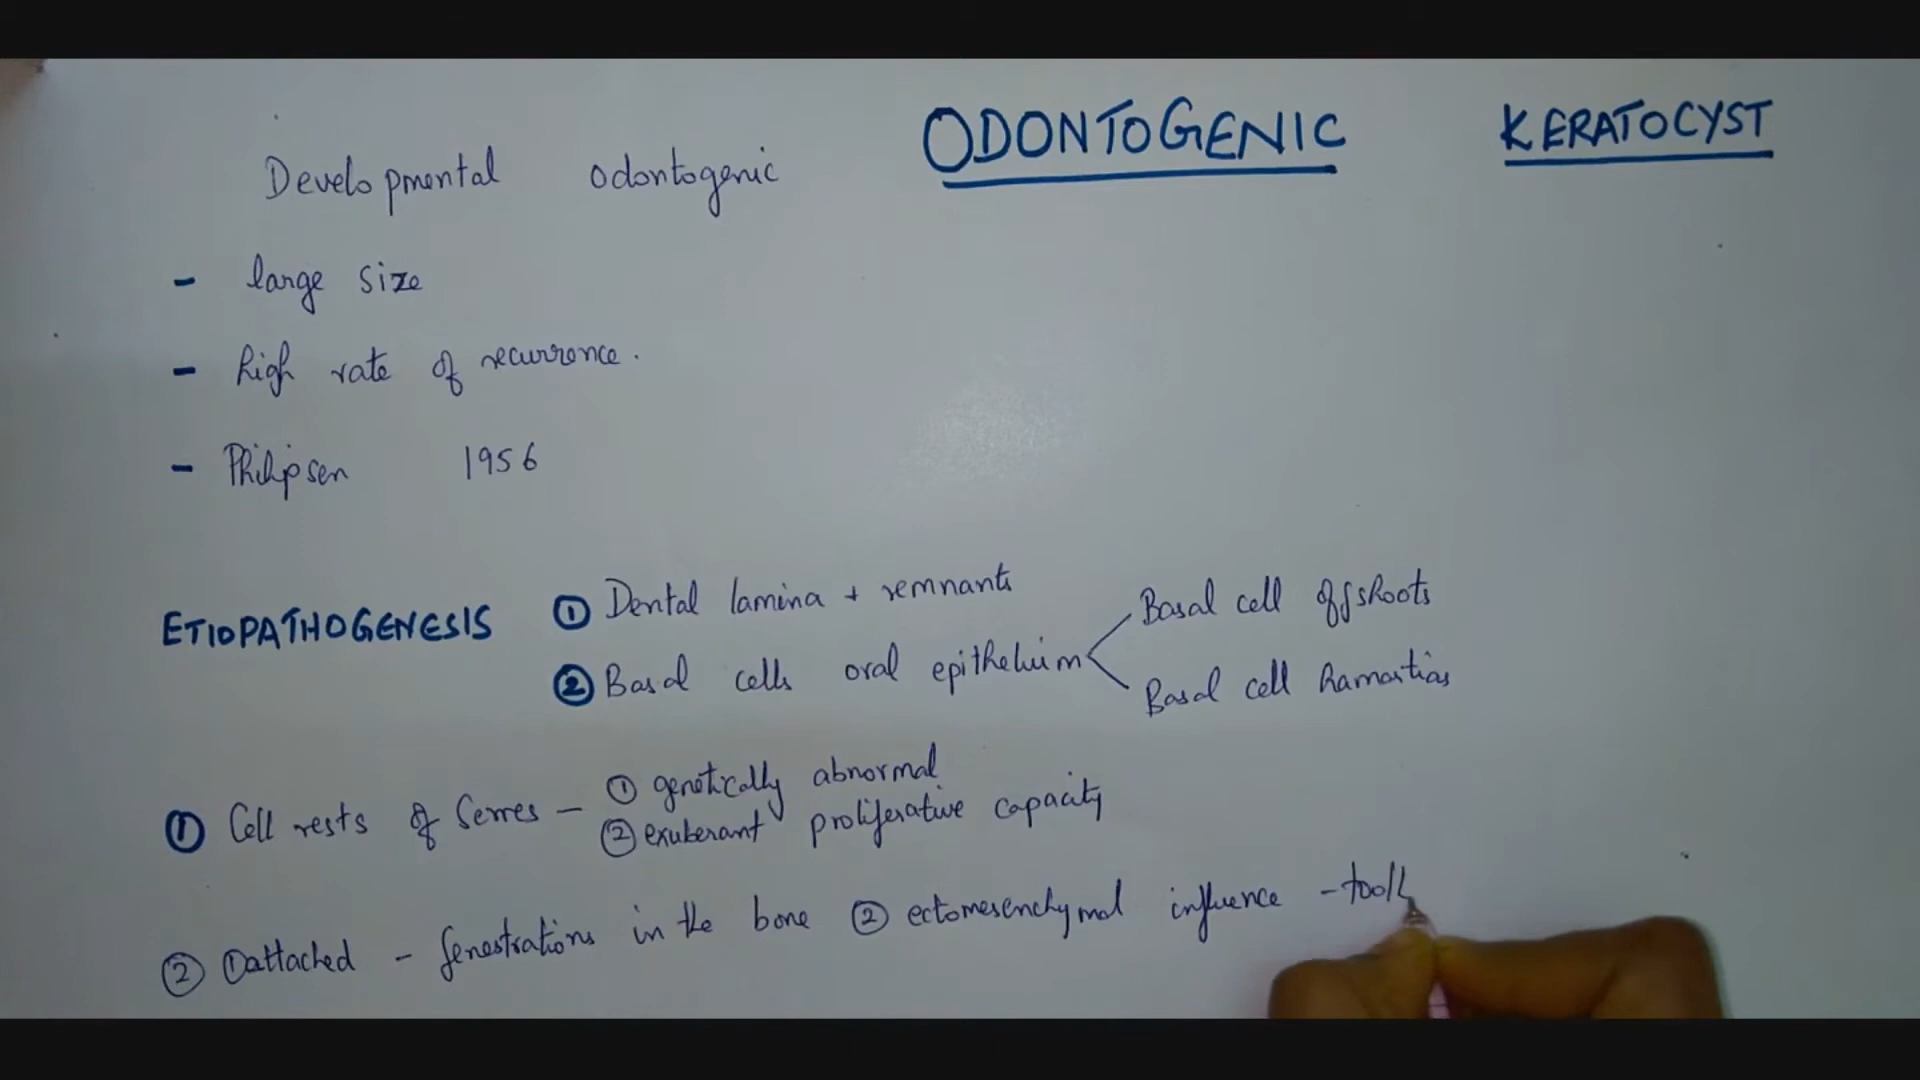 ODONTOGENIC KERATOCYST
Developmental odontogenic
- large size
- high rate of recurrence.
- Philipsen 1956
ETIOPATHOGENESIS ① Dental lamina + remnants
② Basal cells oral epithelium
Basal cell offshoots
Basal cell hamartias
① Cell rests of Serres - ① genetically abnormal
② exuberant proliferative capacity
② ① attached - fenestrations in the bone ② ectomesenchymal influence - tooth